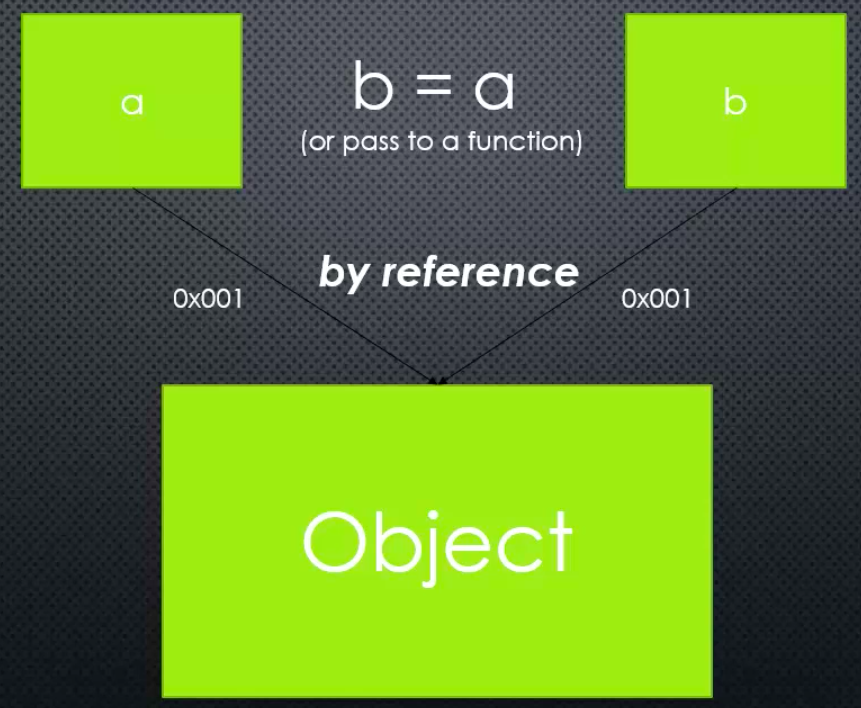 a
b = a
(or pass to a function)
b
by reference
0x001
0x001
Object